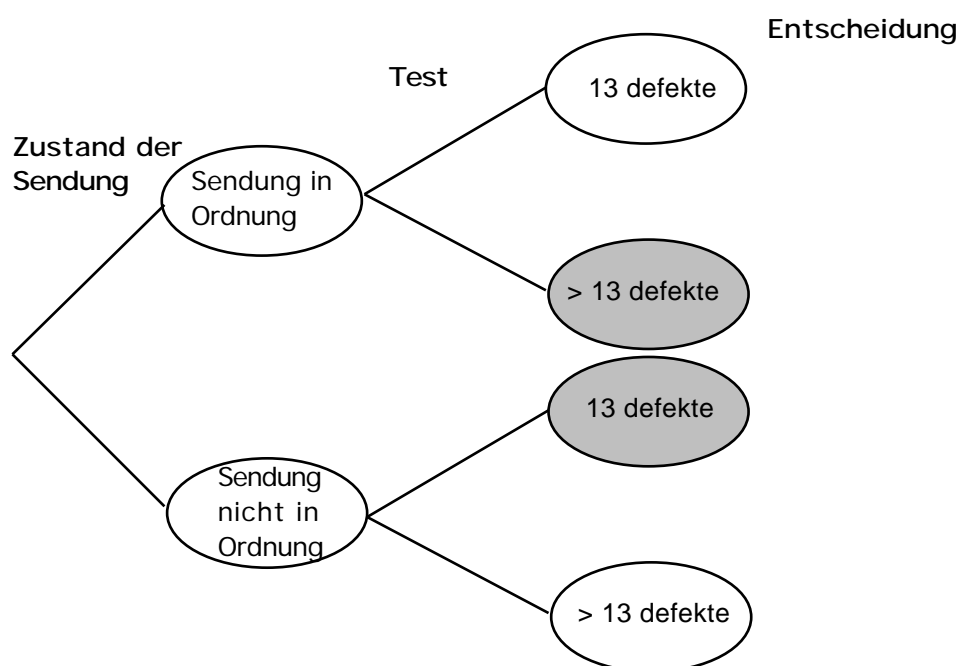 Entscheidung
Test
13 defekte
Zustand der
Sendung
Sendung in
Ordnung
> 13 defekte
13 defekte
Sendung
nicht in
Ordnung
> 13 defekte